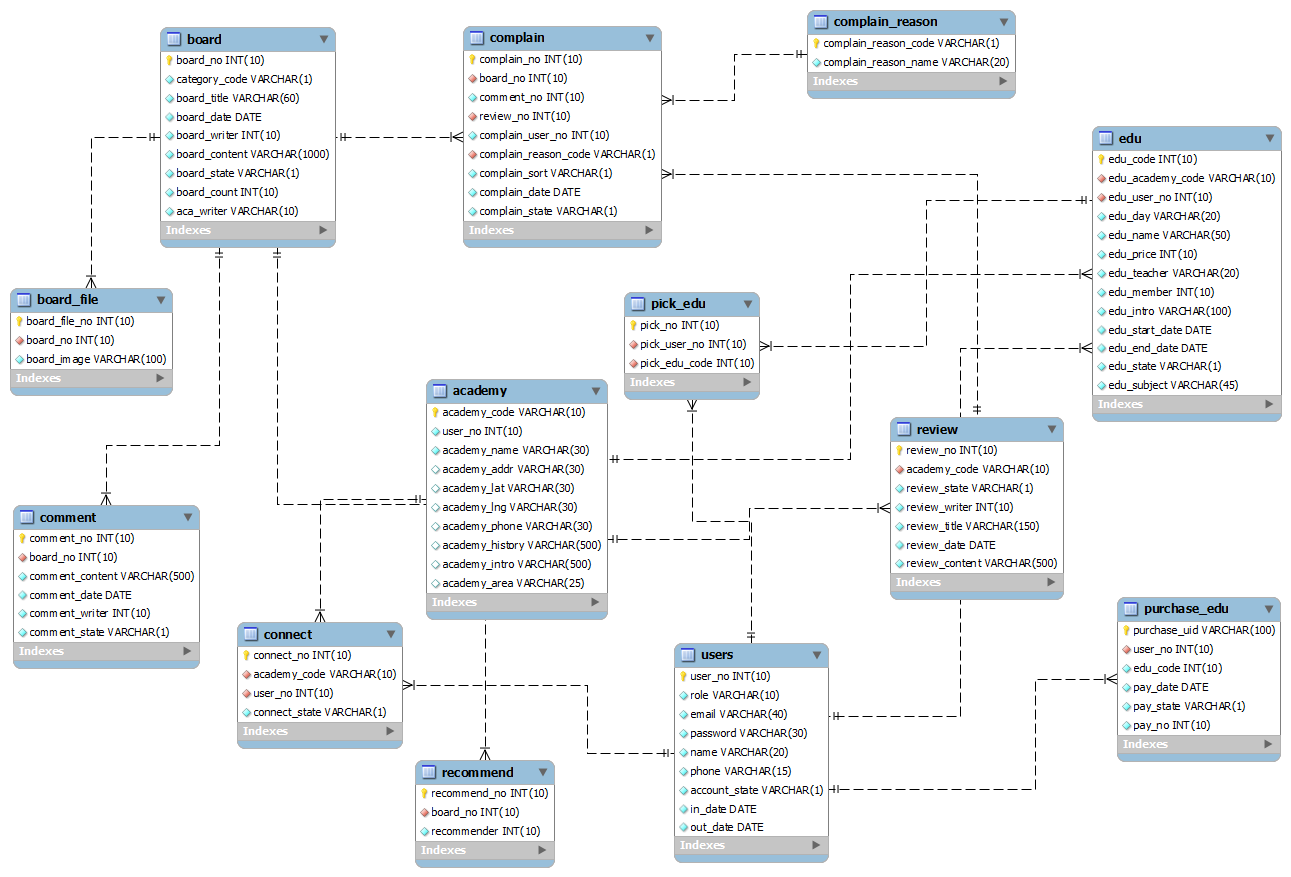 board
board_no INT(10)
category_code VARCHAR(1)
board_title VARCHAR(60)
board_date DATE
board_writer INT(10)
board_content VARCHAR(1000)
board_state VARCHAR(1)
board_count INT(10)
aca_writer VARCHAR(10)
Indexes
complain
complain_no INT(10)
board_no INT(10)
comment_no INT(10)
review_no INT(10)
complain_user_no INT(10)
complain_reason_code VARCHAR(1)
complain_sort VARCHAR(1)
complain_date DATE
complain_state VARCHAR(1)
Indexes
complain_reason
complain_reason_code VARCHAR(1)
complain_reason_name VARCHAR(20)
Indexes
edu
edu_code INT(10)
edu_academy_code VARCHAR(10)
edu_user_no INT(10)
edu_day VARCHAR(20)
edu_name VARCHAR(50)
edu_price INT(10)
edu_teacher VARCHAR(20)
edu_member INT(10)
edu_intro VARCHAR(100)
edu_start_date DATE
edu_end_date DATE
edu_state VARCHAR(1)
edu_subject VARCHAR(45)
Indexes
board_file
board_file_no INT(10)
board_no INT(10)
board_image VARCHAR(100)
Indexes
pick_edu
pick_no INT(10)
pick_user_no INT(10)
pick_edu_code INT(10)
Indexes
academy
academy_code VARCHAR(10)
user_no INT(10)
academy_name VARCHAR(30)
academy_addr VARCHAR(30)
academy_lat VARCHAR(30)
academy_lng VARCHAR(30)
academy_phone VARCHAR(30)
academy_history VARCHAR(500)
academy_intro VARCHAR(500)
academy_area VARCHAR(25)
Indexes
review
review_no INT(10)
academy_code VARCHAR(10)
review_state VARCHAR(1)
review_writer INT(10)
review_title VARCHAR(150)
review_date DATE
review_content VARCHAR(500)
Indexes
comment
comment_no INT(10)
board_no INT(10)
comment_content VARCHAR(500)
comment_date DATE
comment_writer INT(10)
comment_state VARCHAR(1)
Indexes
connect
connect_no INT(10)
academy_code VARCHAR(10)
user_no INT(10)
connect_state VARCHAR(1)
Indexes
users
user_no INT(10)
role VARCHAR(10)
email VARCHAR(40)
password VARCHAR(30)
name VARCHAR(20)
phone VARCHAR(15)
account_state VARCHAR(1)
in_date DATE
out_date DATE
Indexes
purchase_edu
purchase_uid VARCHAR(100)
user_no INT(10)
edu_code INT(10)
pay_date DATE
pay_state VARCHAR(1)
pay_no INT(10)
Indexes
recommend
recommend_no INT(10)
board_no INT(10)
recommender INT(10)
Indexes